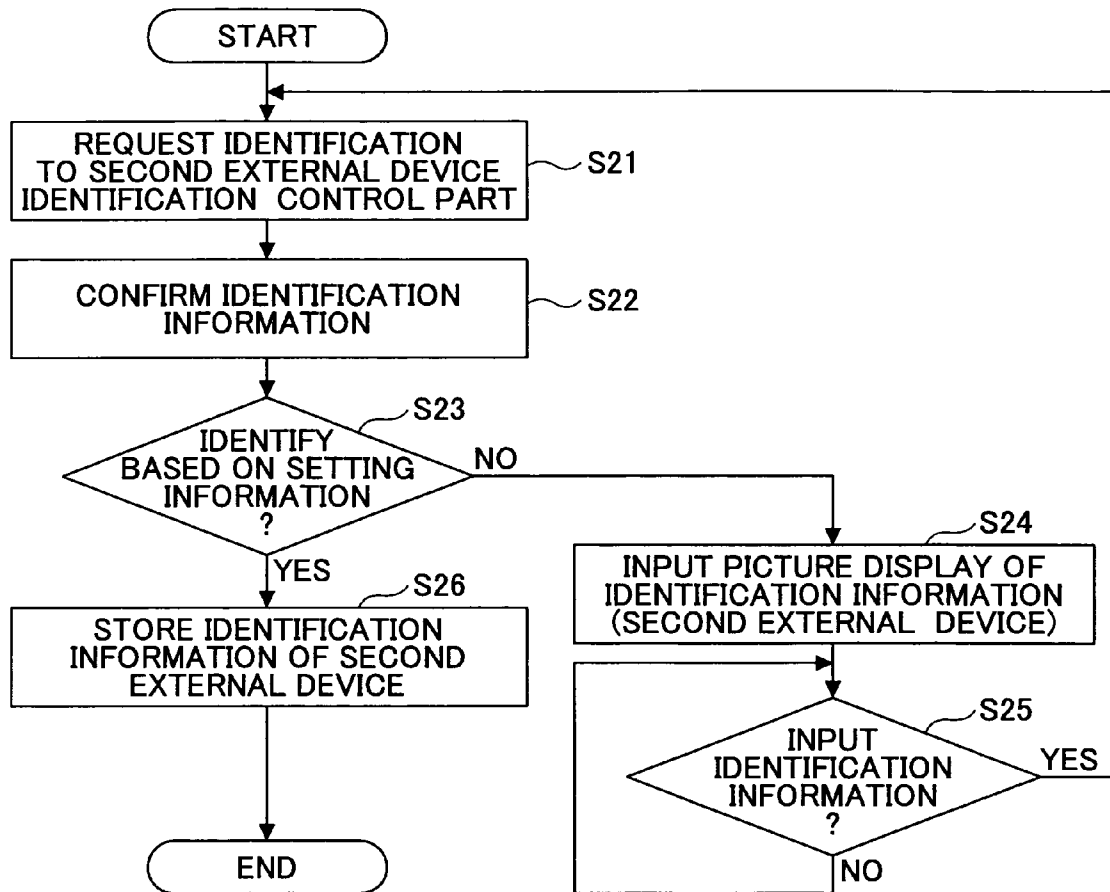 START
REQUEST IDENTIFICATION
TO SECOND EXTERNAL DEVICE
IDENTIFICATION CONTROL PART
S21
CONFIRM IDENTIFICATION
INFORMATION
S22
S23
IDENTIFY
BASED ON SETTING
INFORMATION
?
NO
YES
S24
INPUT PICTURE DISPLAY OF
IDENTIFICATION INFORMATION
(SECOND EXTERNAL DEVICE)
S26
STORE IDENTIFICATION
INFORMATION OF SECOND
EXTERNAL DEVICE
S25
INPUT
IDENTIFICATION
INFORMATION
?
YES
NO
END